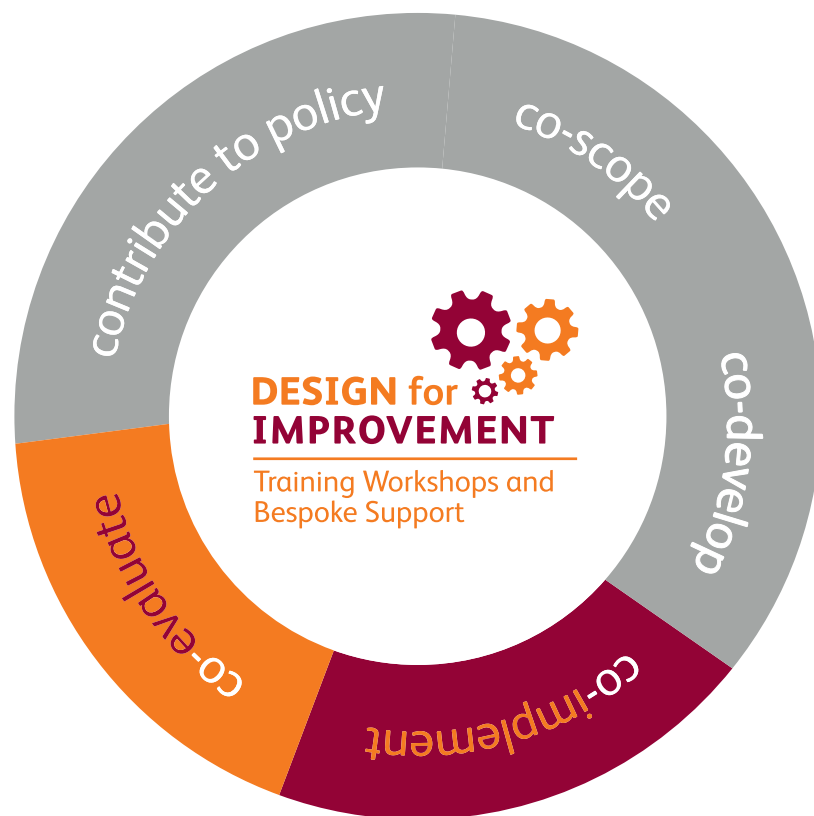 contribute to policy
co-scope
co-develop
co-implement
co-evaluate
DESIGN for
IMPROVEMENT
Training Workshops and
Bespoke Support